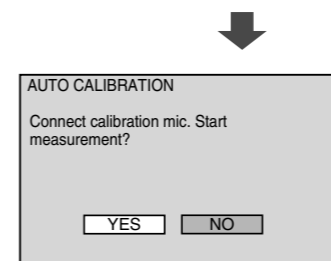 AUTO CALIBRATION
Connect calibration mic. Start
measurement?
YES NO